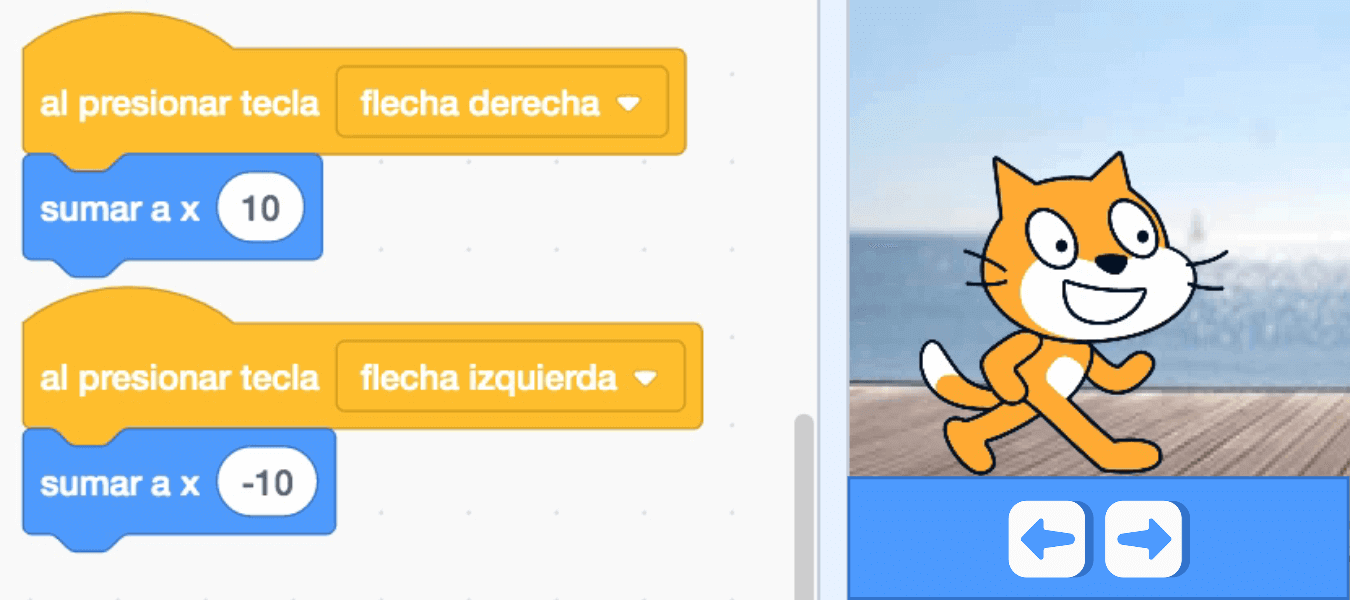 al presionar tecla flecha derecha
sumar a x 10
al presionar tecla flecha izquierda
sumar a x -10